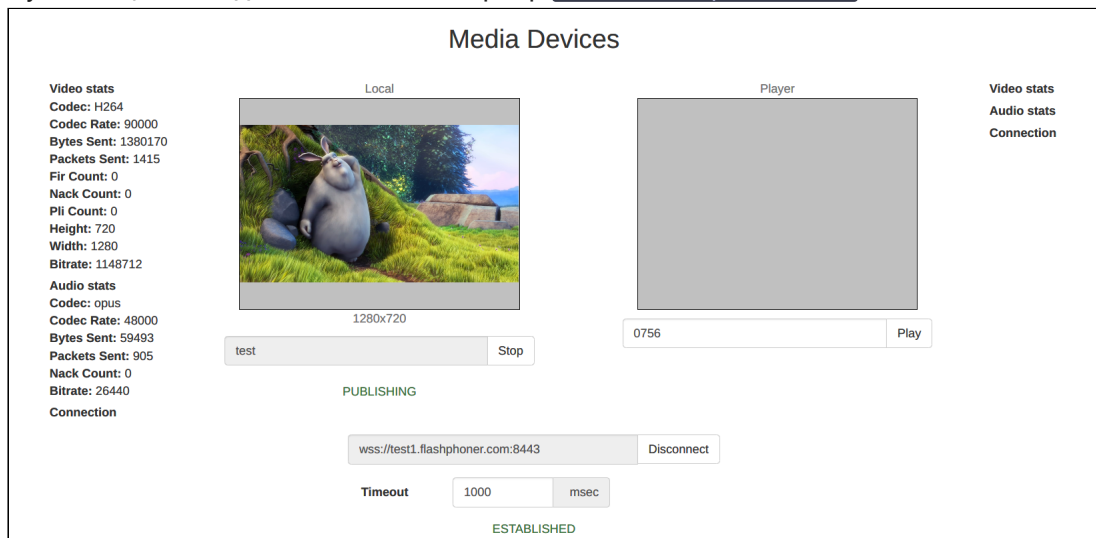 Media Devices
Video stats
Codec: H264
Codec Rate: 90000
Bytes Sent: 1380170
Packets Sent: 1415
Fir Count: 0
Nack Count: 0
Pli Count: 0
Height: 720
Width: 1280
Bitrate: 1148712
Audio stats
Codec: opus
Codec Rate: 48000
Bytes Sent: 59493
Packets Sent: 905
Nack Count: 0
Bitrate: 26440
Connection
Local
1280x720
test Stop
PUBLISHING
Player
0756 Play
Video stats
Audio stats
Connection
wss://test1.flashphoner.com:8443 Disconnect
Timeout 1000 msec
ESTABLISHED